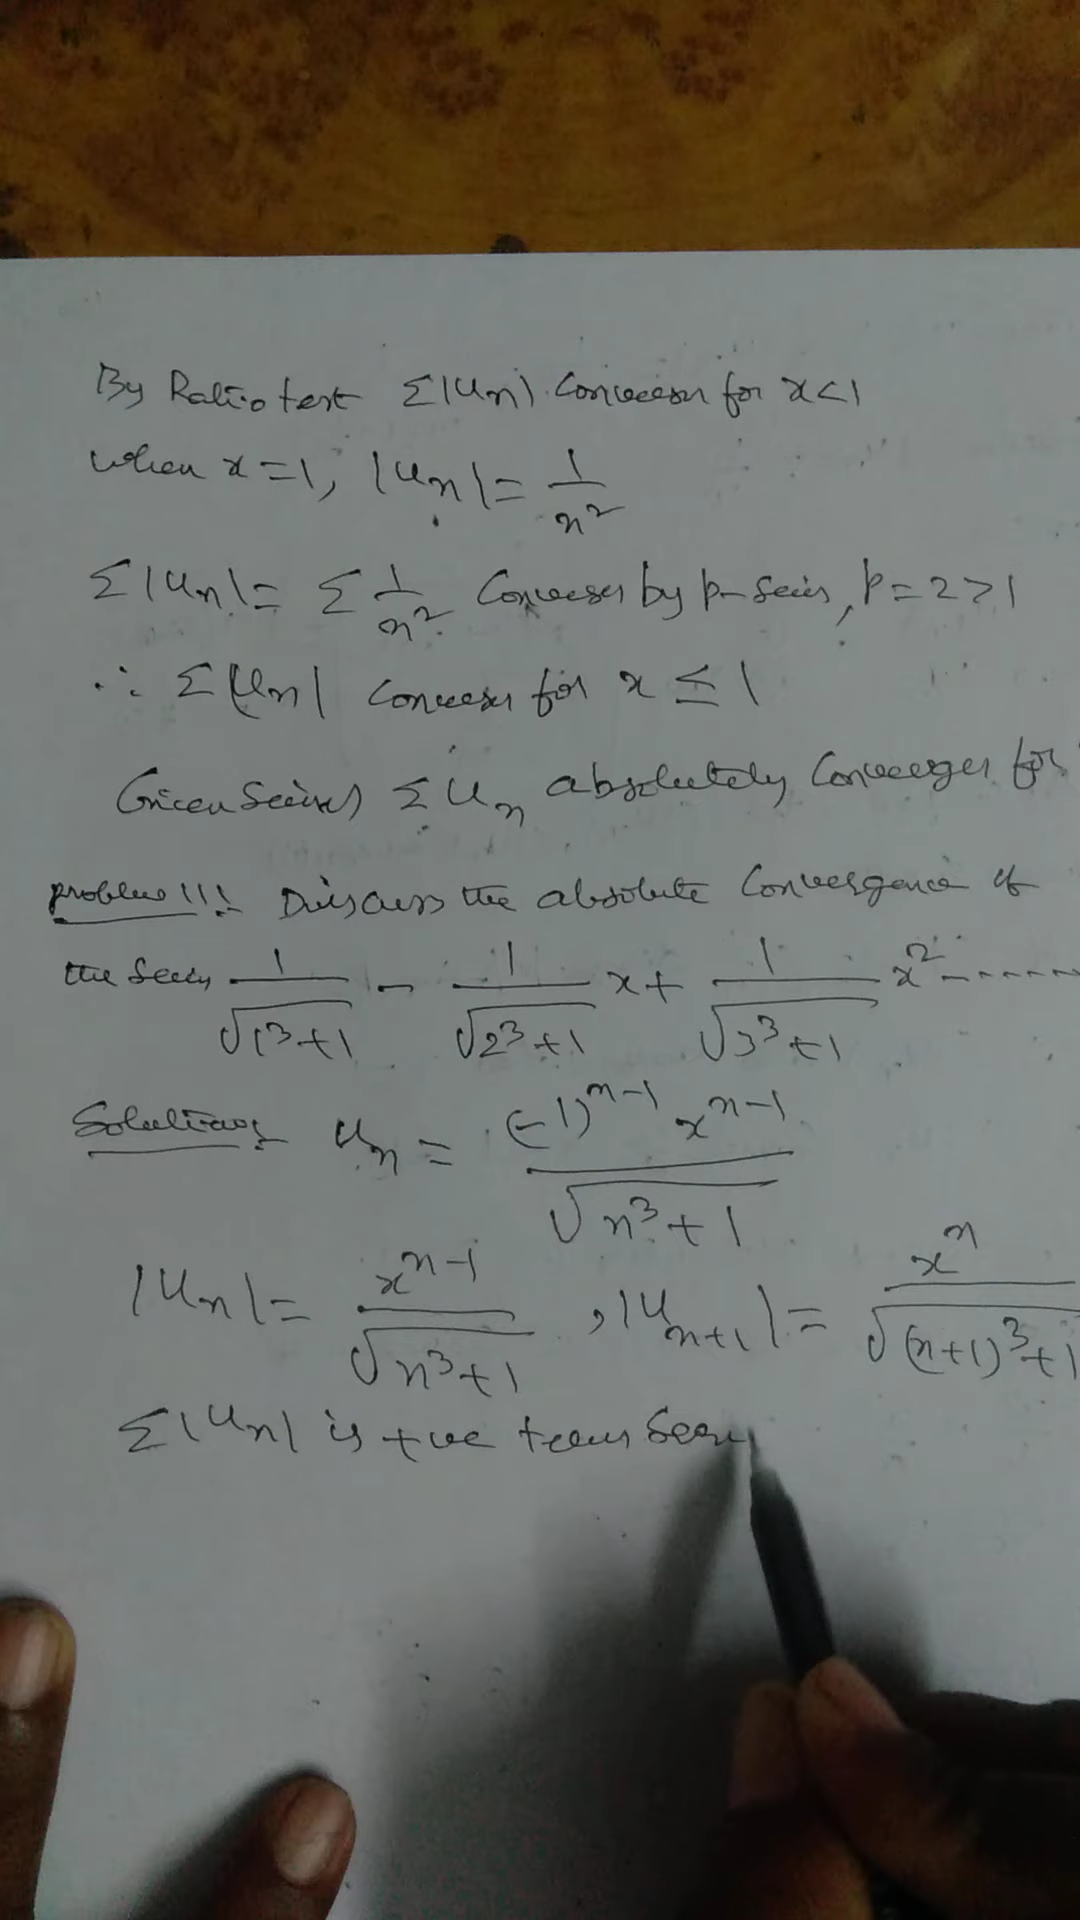 By Ratio test Σ|un| Converges for x<1
when x=1, |un| = 1/n²
Σ|un| = Σ 1/n² Converges by p-series, p=2>1
∴ Σ|un| converges for x ≤ 1
Given Series Σun absolutely Converges for
problem 11: Discuss the absolute Convergence of
the series 1/√(1³+1) - 1/√(2³+1) x + 1/√(3³+1) x² ------
Solution: un = (-1)^(n-1) x^(n-1) / √(n³+1)
|un| = x^(n-1) / √(n³+1) , |un+1| = x^n / √((n+1)³+1
Σ|un| is +ve term Serie